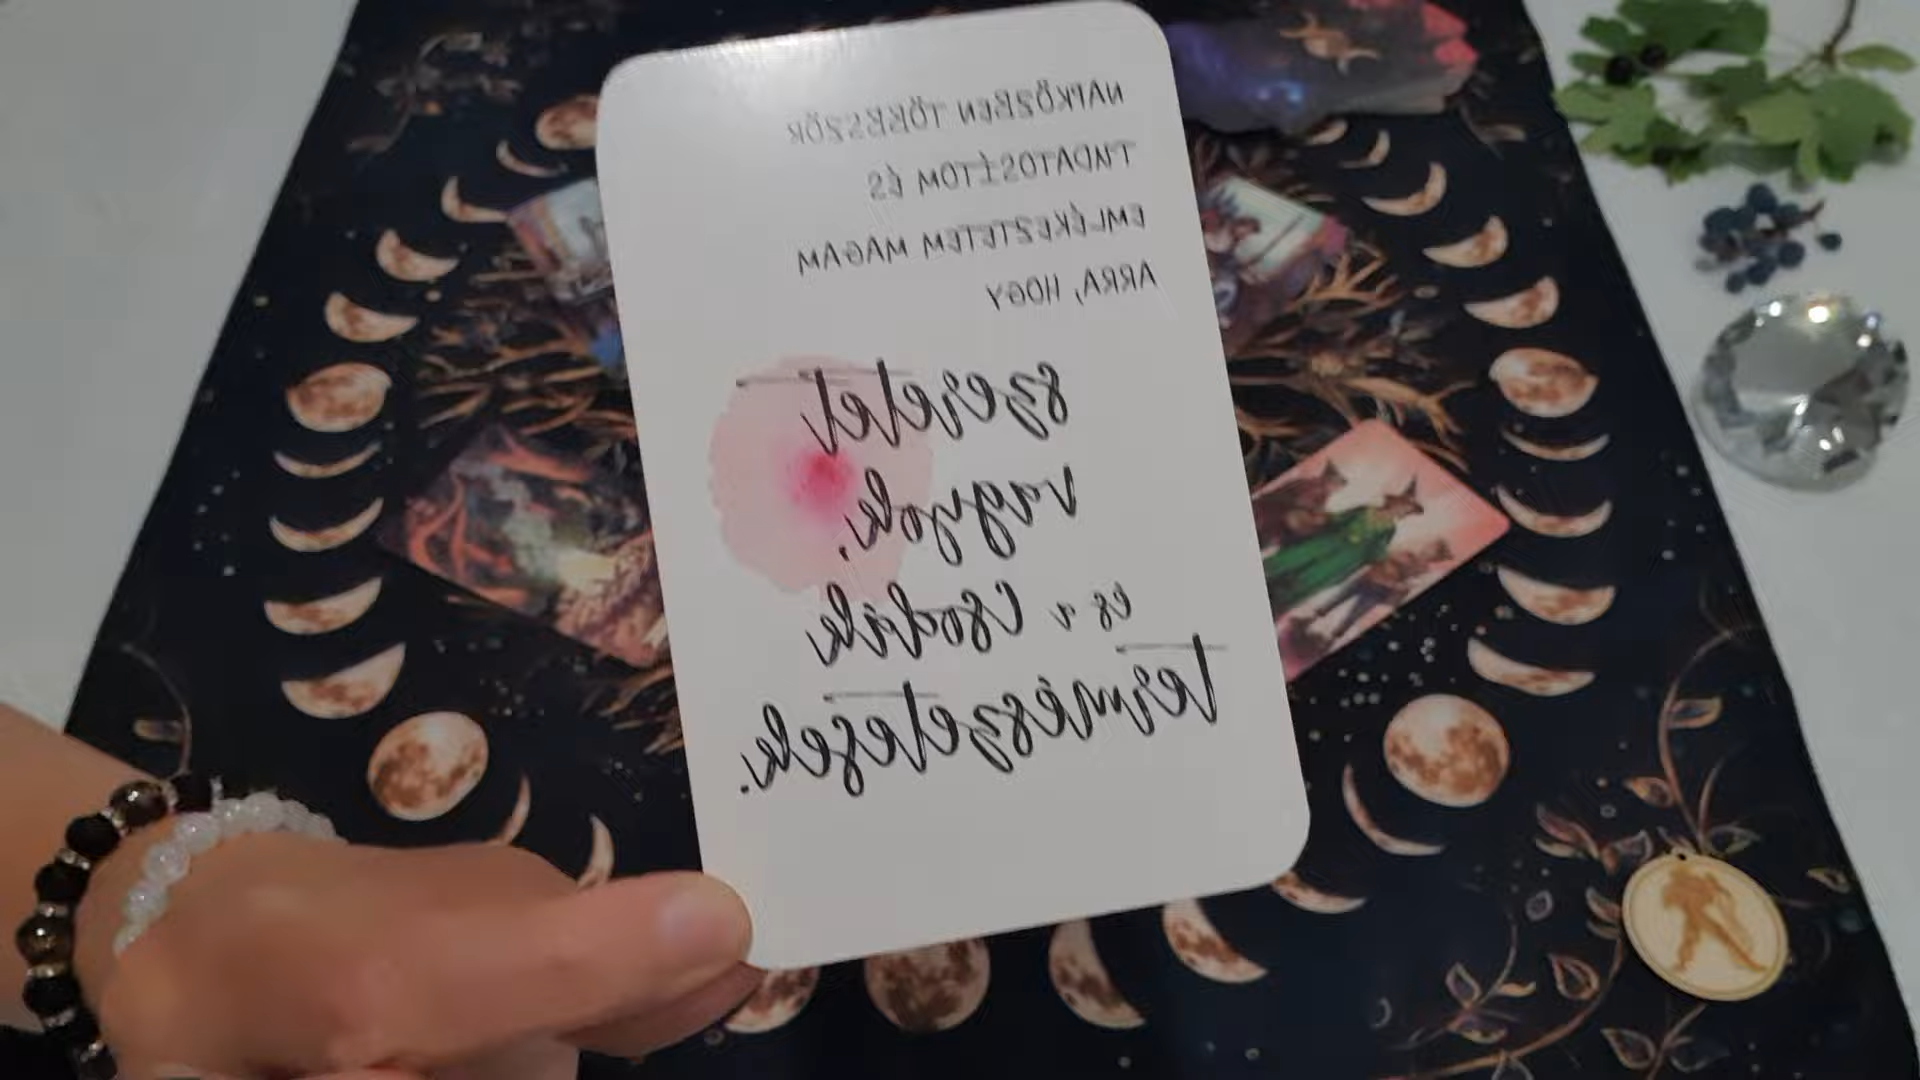 NAPKÖZBEN TÖBBSZÖR
TUDATOSÍTOM ÉS
EMLÉKEZTETEM MAGAM
ARRA, HOGY
szeretet
vagyok.
és a csodák
természetesek.